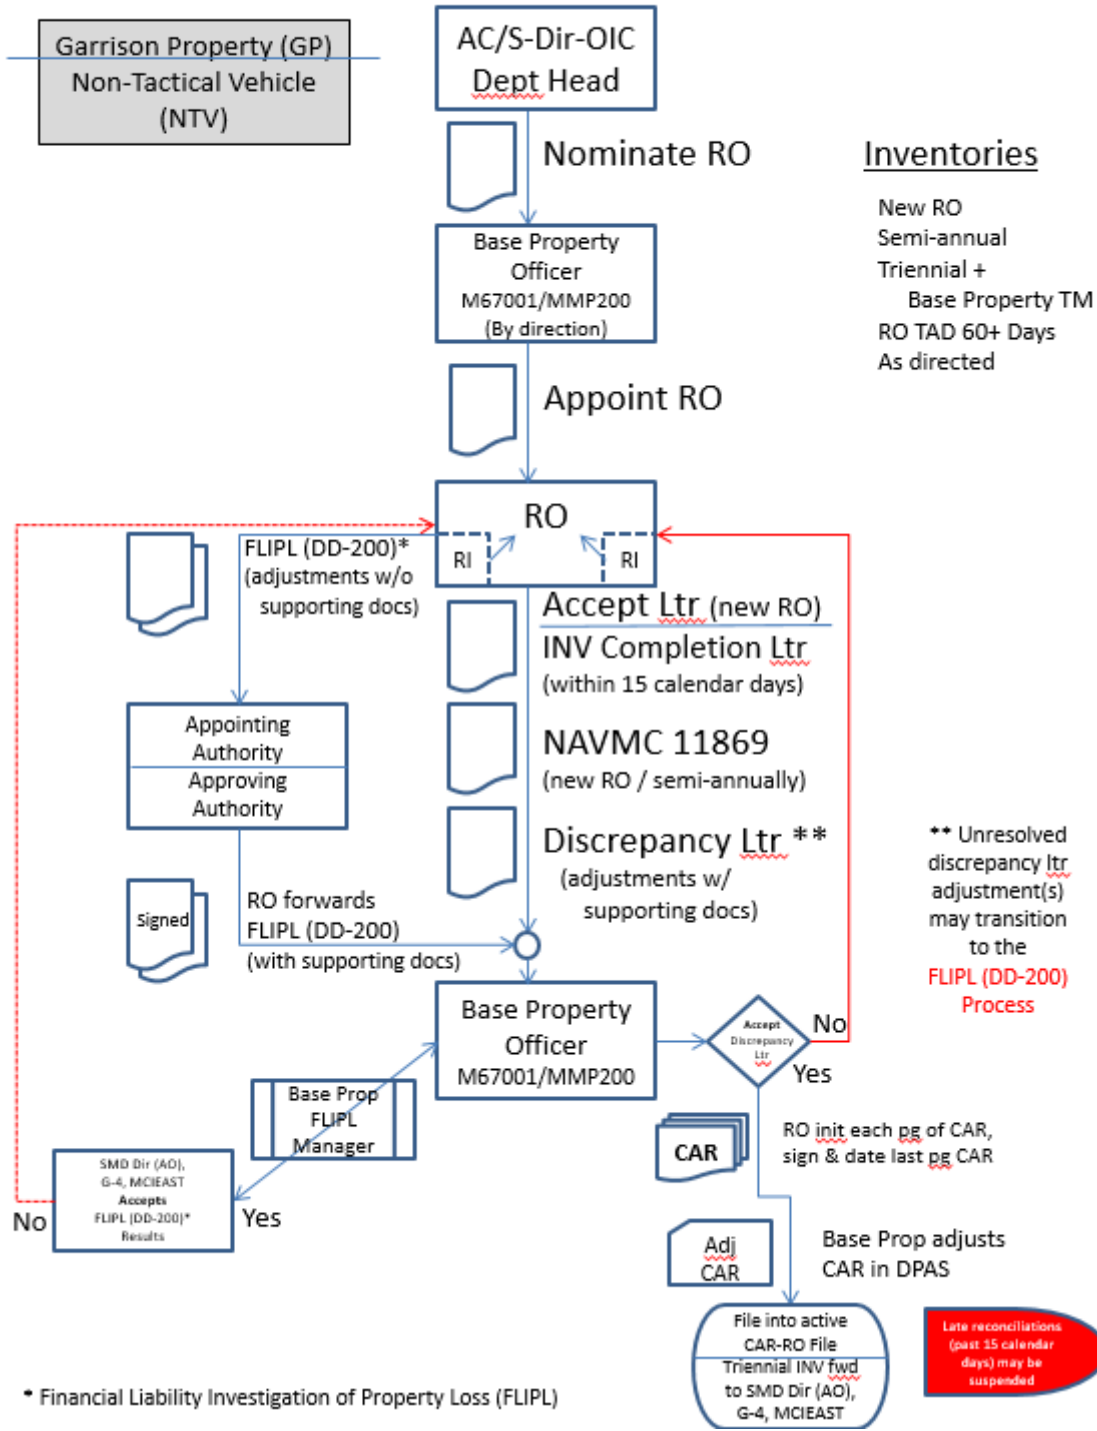 Garrison Property (GP)
Non-Tactical Vehicle
(NTV)
AC/S-Dir-OIC
Dept Head
Nominate RO
Inventories
New RO
Semi-annual
Triennial +
Base Property TM
RO TAD 60+ Days
As directed
Base Property
Officer
M67001/MMP200
(By direction)
Appoint RO
RO
RI
RI
FLIPL (DD-200)*
(adjustments w/o
supporting docs)
Accept Ltr (new RO)
INV Completion Ltr
(within 15 calendar days)
NAVMC 11869
(new RO / semi-annually)
Discrepancy Ltr **
(adjustments w/
supporting docs)
Appointing
Authority
Approving
Authority
Signed
RO forwards
FLIPL (DD-200)
(with supporting docs)
** Unresolved
discrepancy ltr
adjustment(s)
may transition
to the
FLIPL (DD-200)
Process
Base Property
Officer
M67001/MMP200
Accept
Discrepancy
Ltr
No
Yes
Base Prop
FLIPL
Manager
SMD Dir (AO),
G-4, MCIEAST
Accepts
FLIPL (DD-200)*
Results
No
Yes
CAR
RO init each pg of CAR,
sign & date last pg CAR
Adj
CAR
Base Prop adjusts
CAR in DPAS
File into active
CAR-RO File
Triennial INV fwd
to SMD Dir (AO),
G-4, MCIEAST
Late reconciliations
(past 15 calendar
days) may be
suspended
* Financial Liability Investigation of Property Loss (FLIPL)